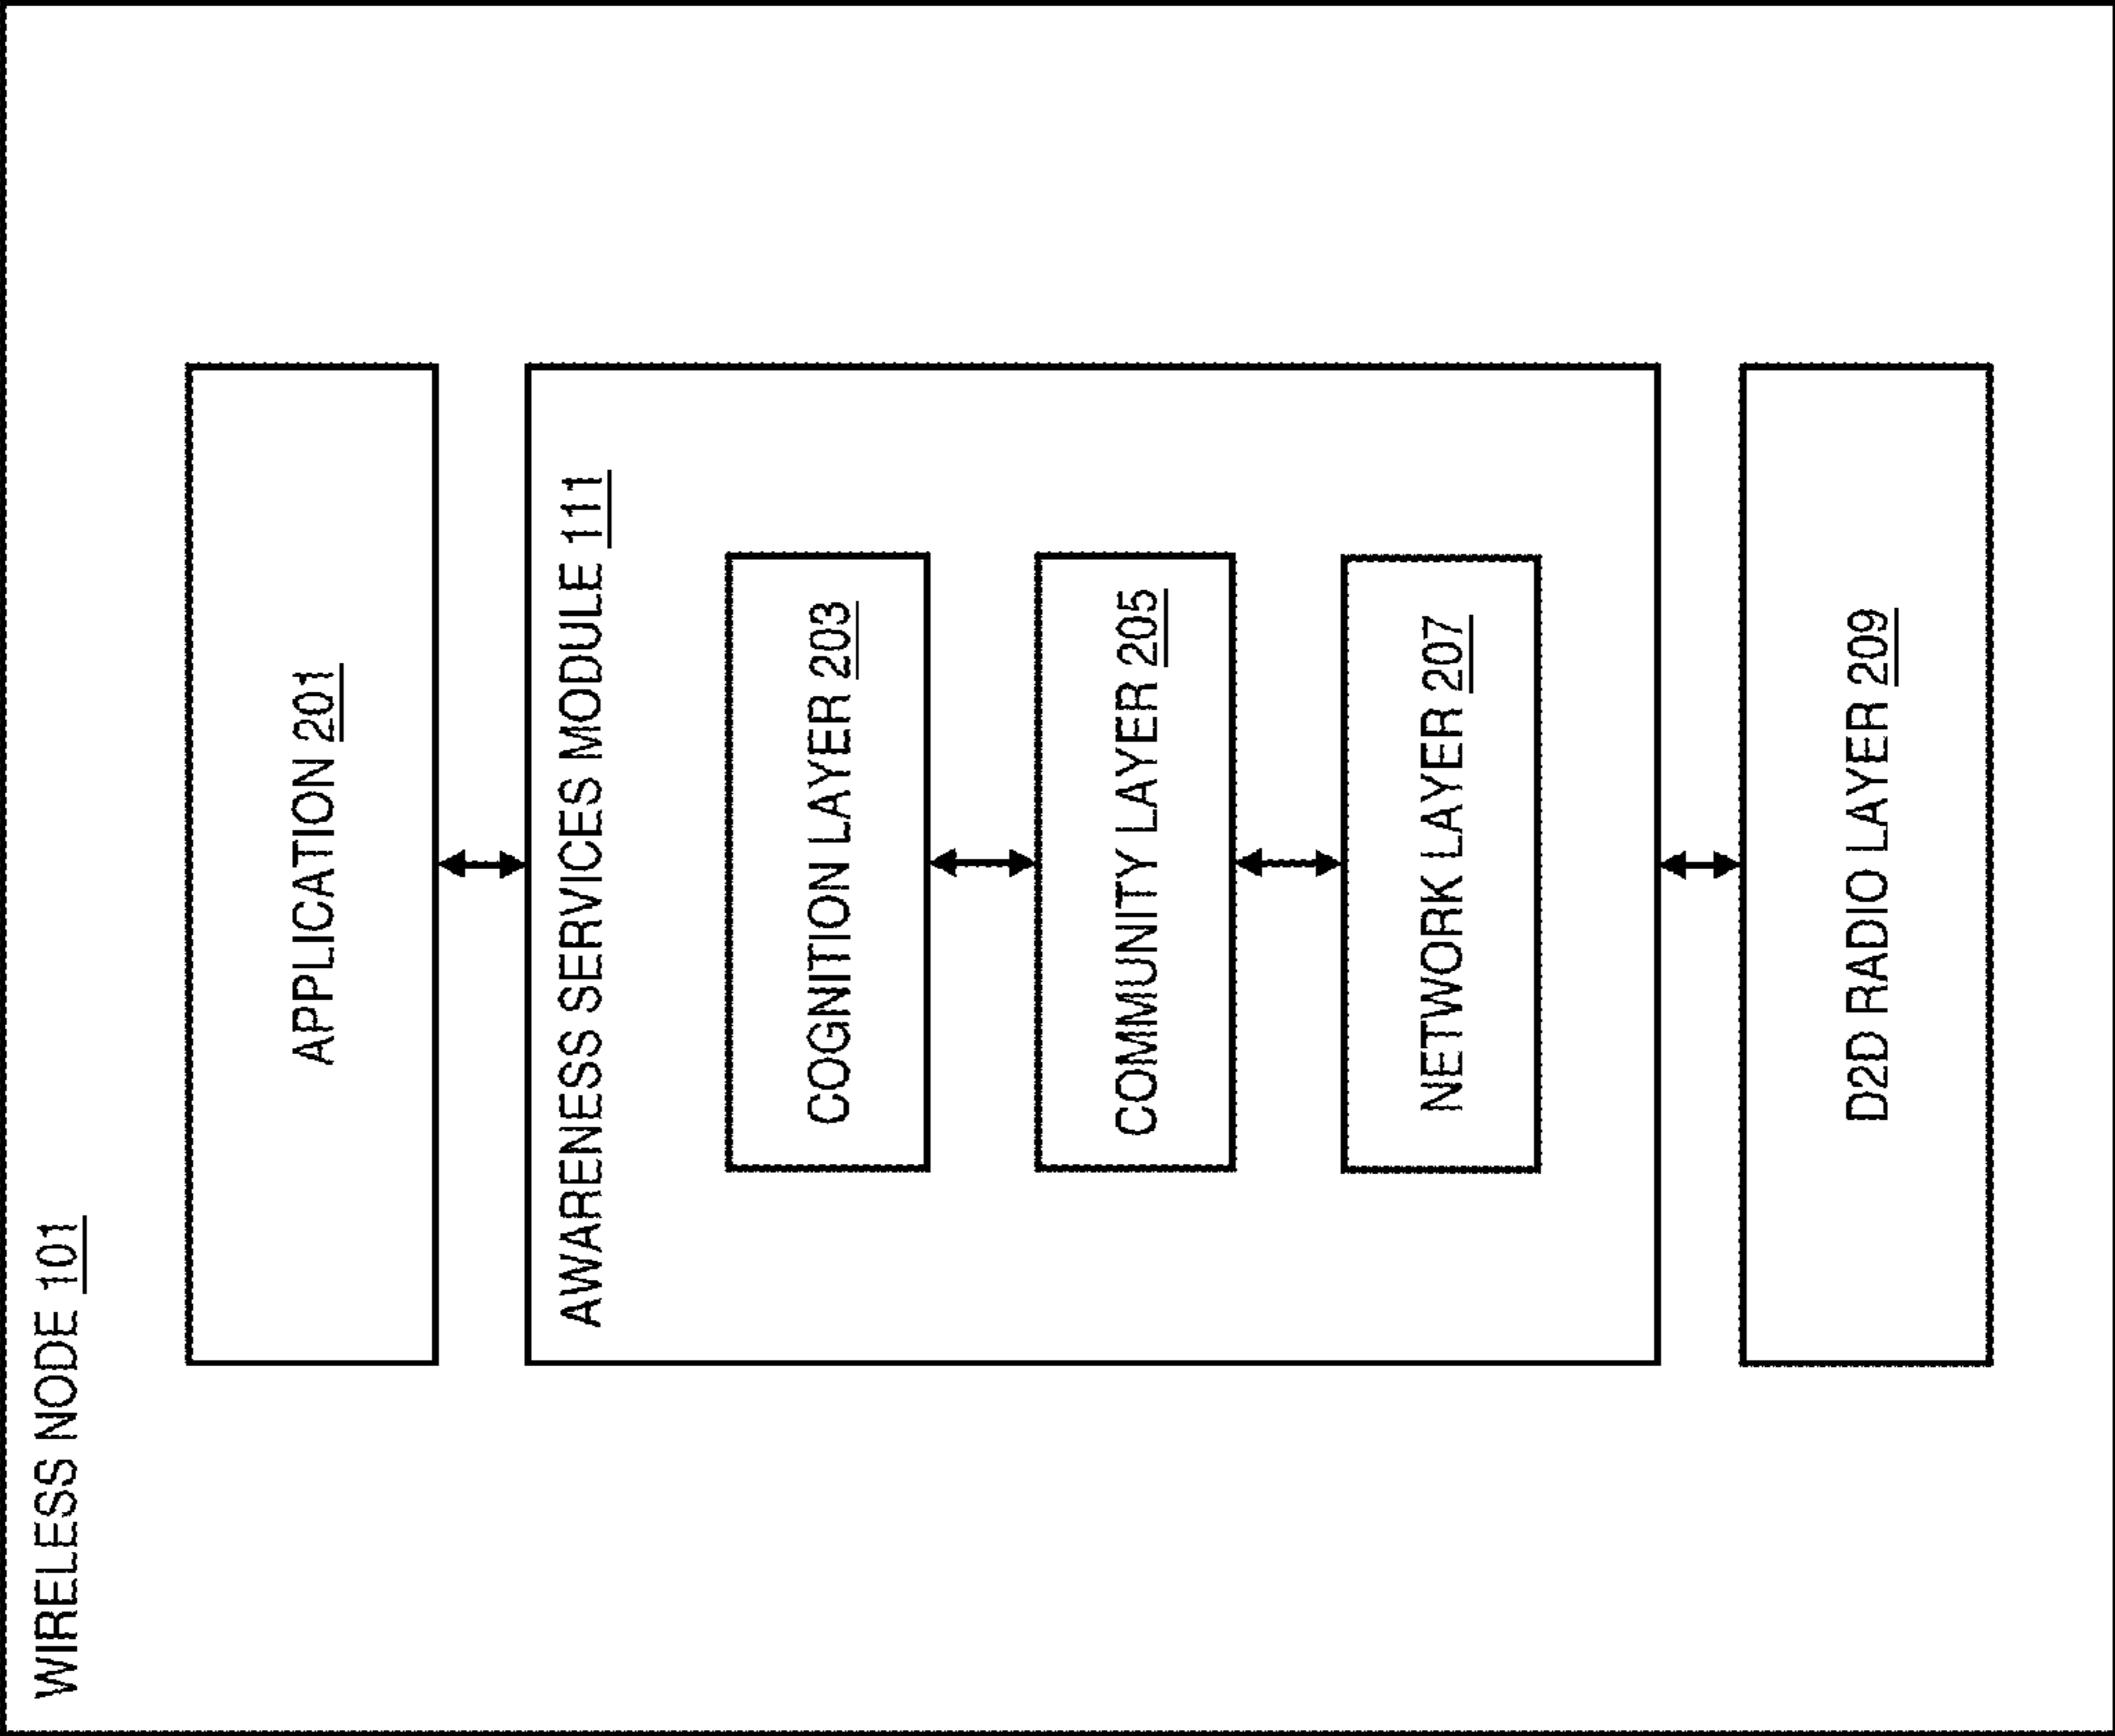 WIRELESS NODE 101
APPLICATION 201
AWARENESS SERVICES MODULE 111
COGNITION LAYER 203
COMMUNITY LAYER 205
NETWORK LAYER 207
D2D RADIO LAYER 209